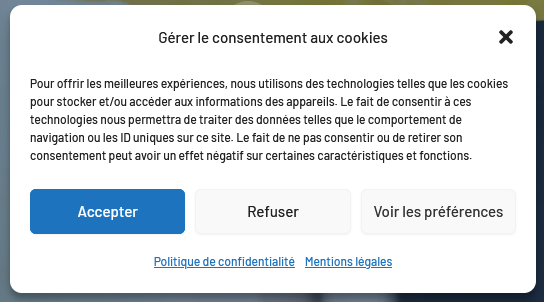 Gérer le consentement aux cookies
Pour offrir les meilleures expériences, nous utilisons des technologies telles que les cookies
pour stocker et/ou accéder aux informations des appareils. Le fait de consentir à ces
technologies nous permettra de traiter des données telles que le comportement de
navigation ou les ID uniques sur ce site. Le fait de ne pas consentir ou de retirer son
consentement peut avoir un effet négatif sur certaines caractéristiques et fonctions.
Accepter Refuser Voir les préférences
Politique de confidentialité Mentions légales